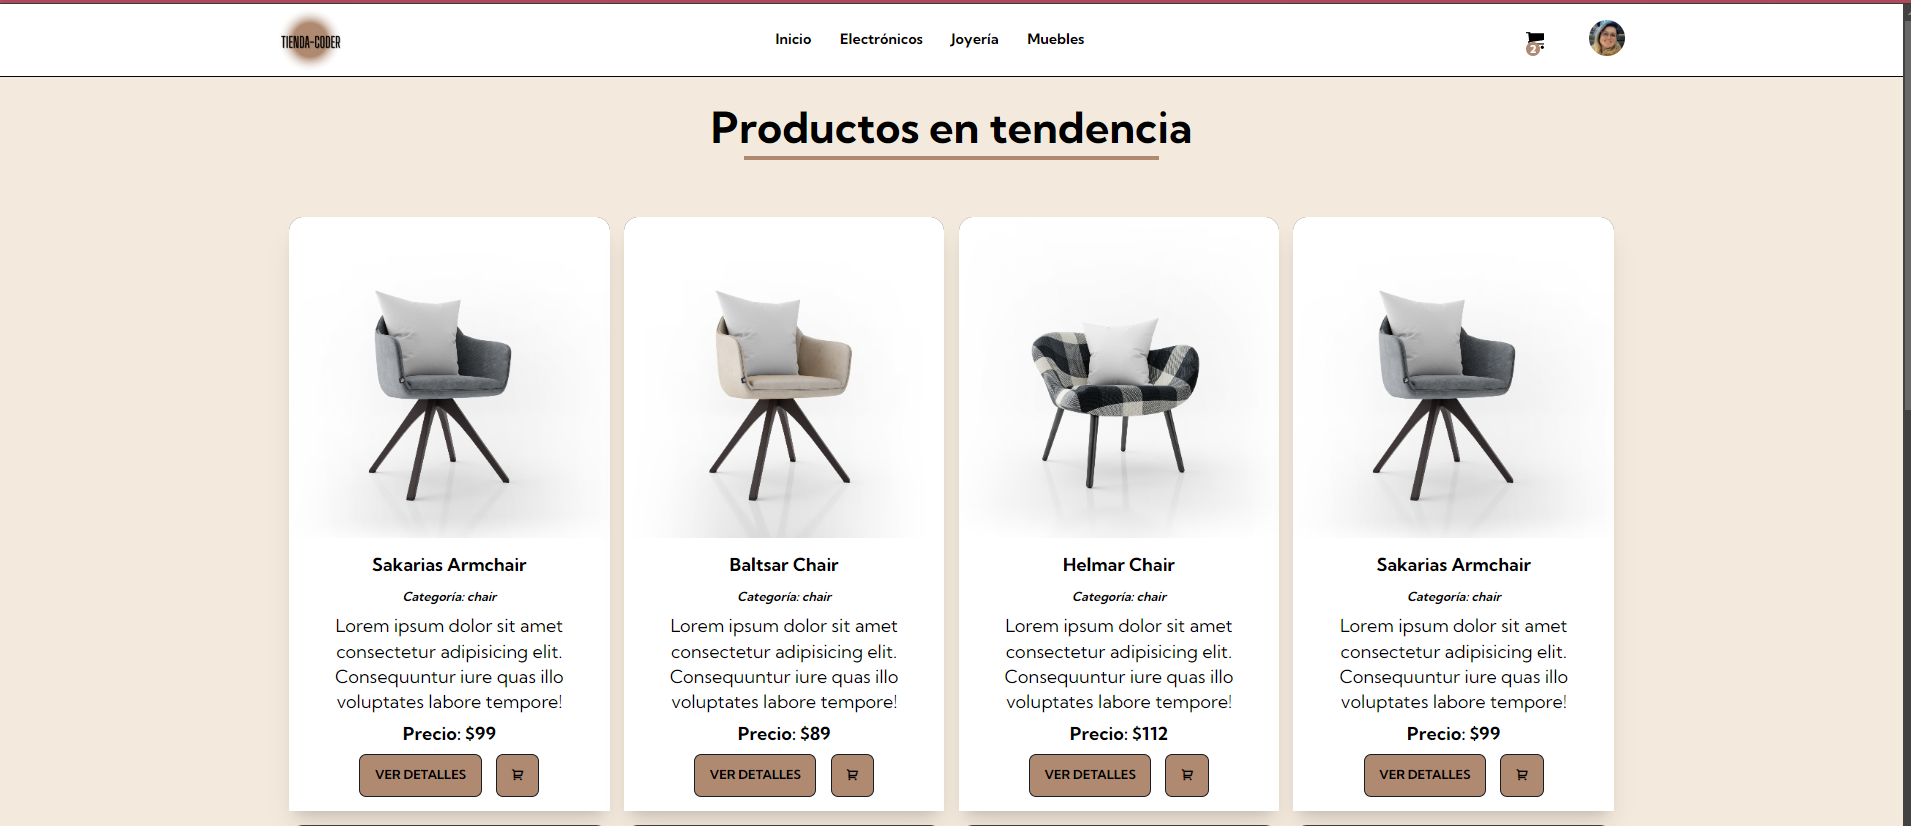 TIENDA-CODER
Inicio Electrónicos Joyería Muebles
2
Productos en tendencia
Sakarias Armchair
Categoría: chair
Lorem ipsum dolor sit amet
consectetur adipisicing elit.
Consequuntur iure quas illo
voluptates labore tempore!
Precio: $99
VER DETALLES
Baltsar Chair
Categoría: chair
Lorem ipsum dolor sit amet
consectetur adipisicing elit.
Consequuntur iure quas illo
voluptates labore tempore!
Precio: $89
VER DETALLES
Helmar Chair
Categoría: chair
Lorem ipsum dolor sit amet
consectetur adipisicing elit.
Consequuntur iure quas illo
voluptates labore tempore!
Precio: $112
VER DETALLES
Sakarias Armchair
Categoría: chair
Lorem ipsum dolor sit amet
consectetur adipisicing elit.
Consequuntur iure quas illo
voluptates labore tempore!
Precio: $99
VER DETALLES